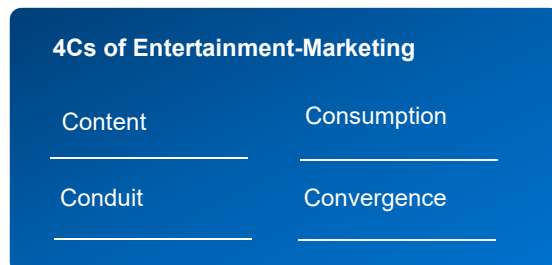 4Cs of Entertainment-Marketing
Content
Consumption
Conduit
Convergence